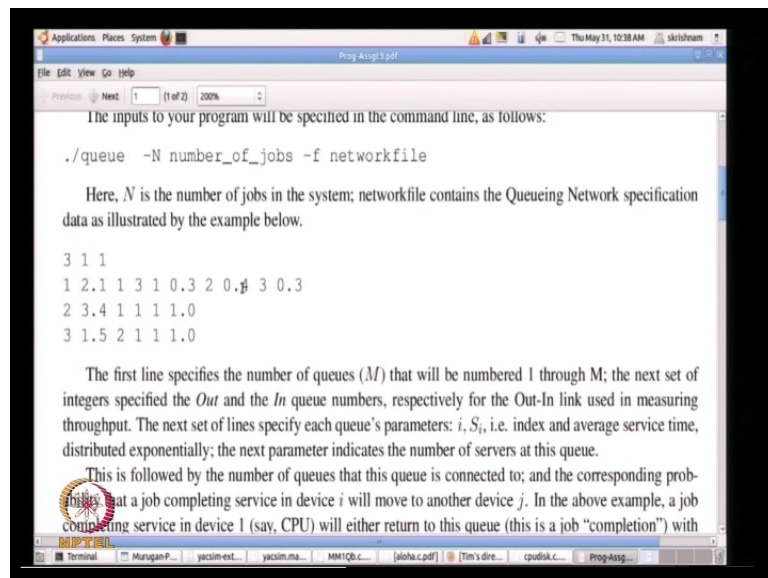 Applications Places System Thu May 31, 10:38 AM skrishnam
Prog-Assgt3.pdf
File Edit View Go Help
Previous Next 1 (1 of 2) 200%
The inputs to your program will be specified in the command line, as follows:
./queue -N number_of_jobs -f networkfile
Here, N is the number of jobs in the system; networkfile contains the Queueing Network specification
data as illustrated by the example below.
3 1 1
1 2.1 1 3 1 0.3 2 0.4 3 0.3
2 3.4 1 1 1 1.0
3 1.5 2 1 1 1.0
The first line specifies the number of queues (M) that will be numbered 1 through M; the next set of
integers specified the Out and the In queue numbers, respectively for the Out-In link used in measuring
throughput. The next set of lines specify each queue's parameters: i, Si, i.e. index and average service time,
distributed exponentially; the next parameter indicates the number of servers at this queue.
This is followed by the number of queues that this queue is connected to; and the corresponding prob-
ability that a job completing service in device i will move to another device j. In the above example, a job
completing service in device 1 (say, CPU) will either return to this queue (this is a job "completion") with
NPTEL
Terminal Murugan-P... yacsim-ext... yacsim.ma... MM1Qb.c.... [aloha.c.pdf] [Tim's dire... cpudisk.c.... Prog-Assg...